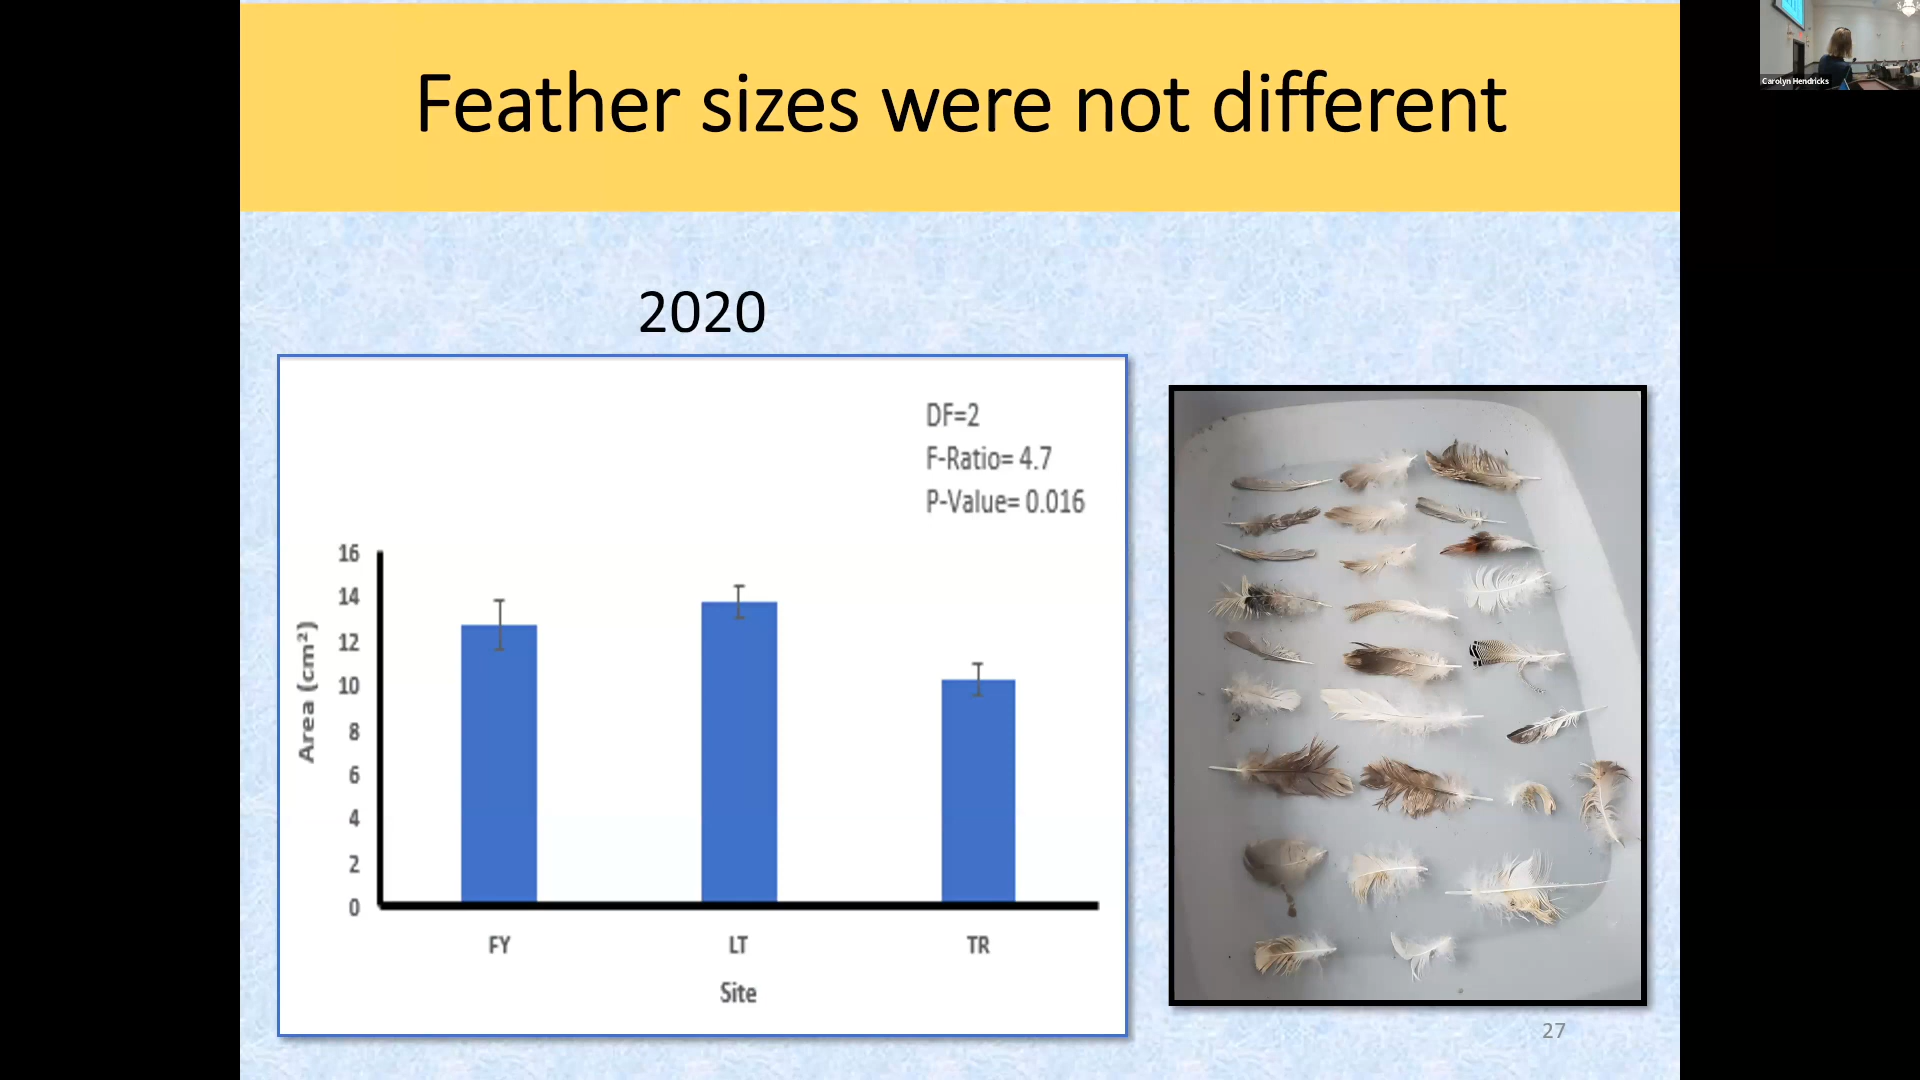 Feather sizes were not different
Carolyn Hendricks
2020
DF=2
F-Ratio= 4.7
P-Value= 0.016
16
14
12
10
8
6
4
2
0
Area (cm²)
FY LT TR
Site
27